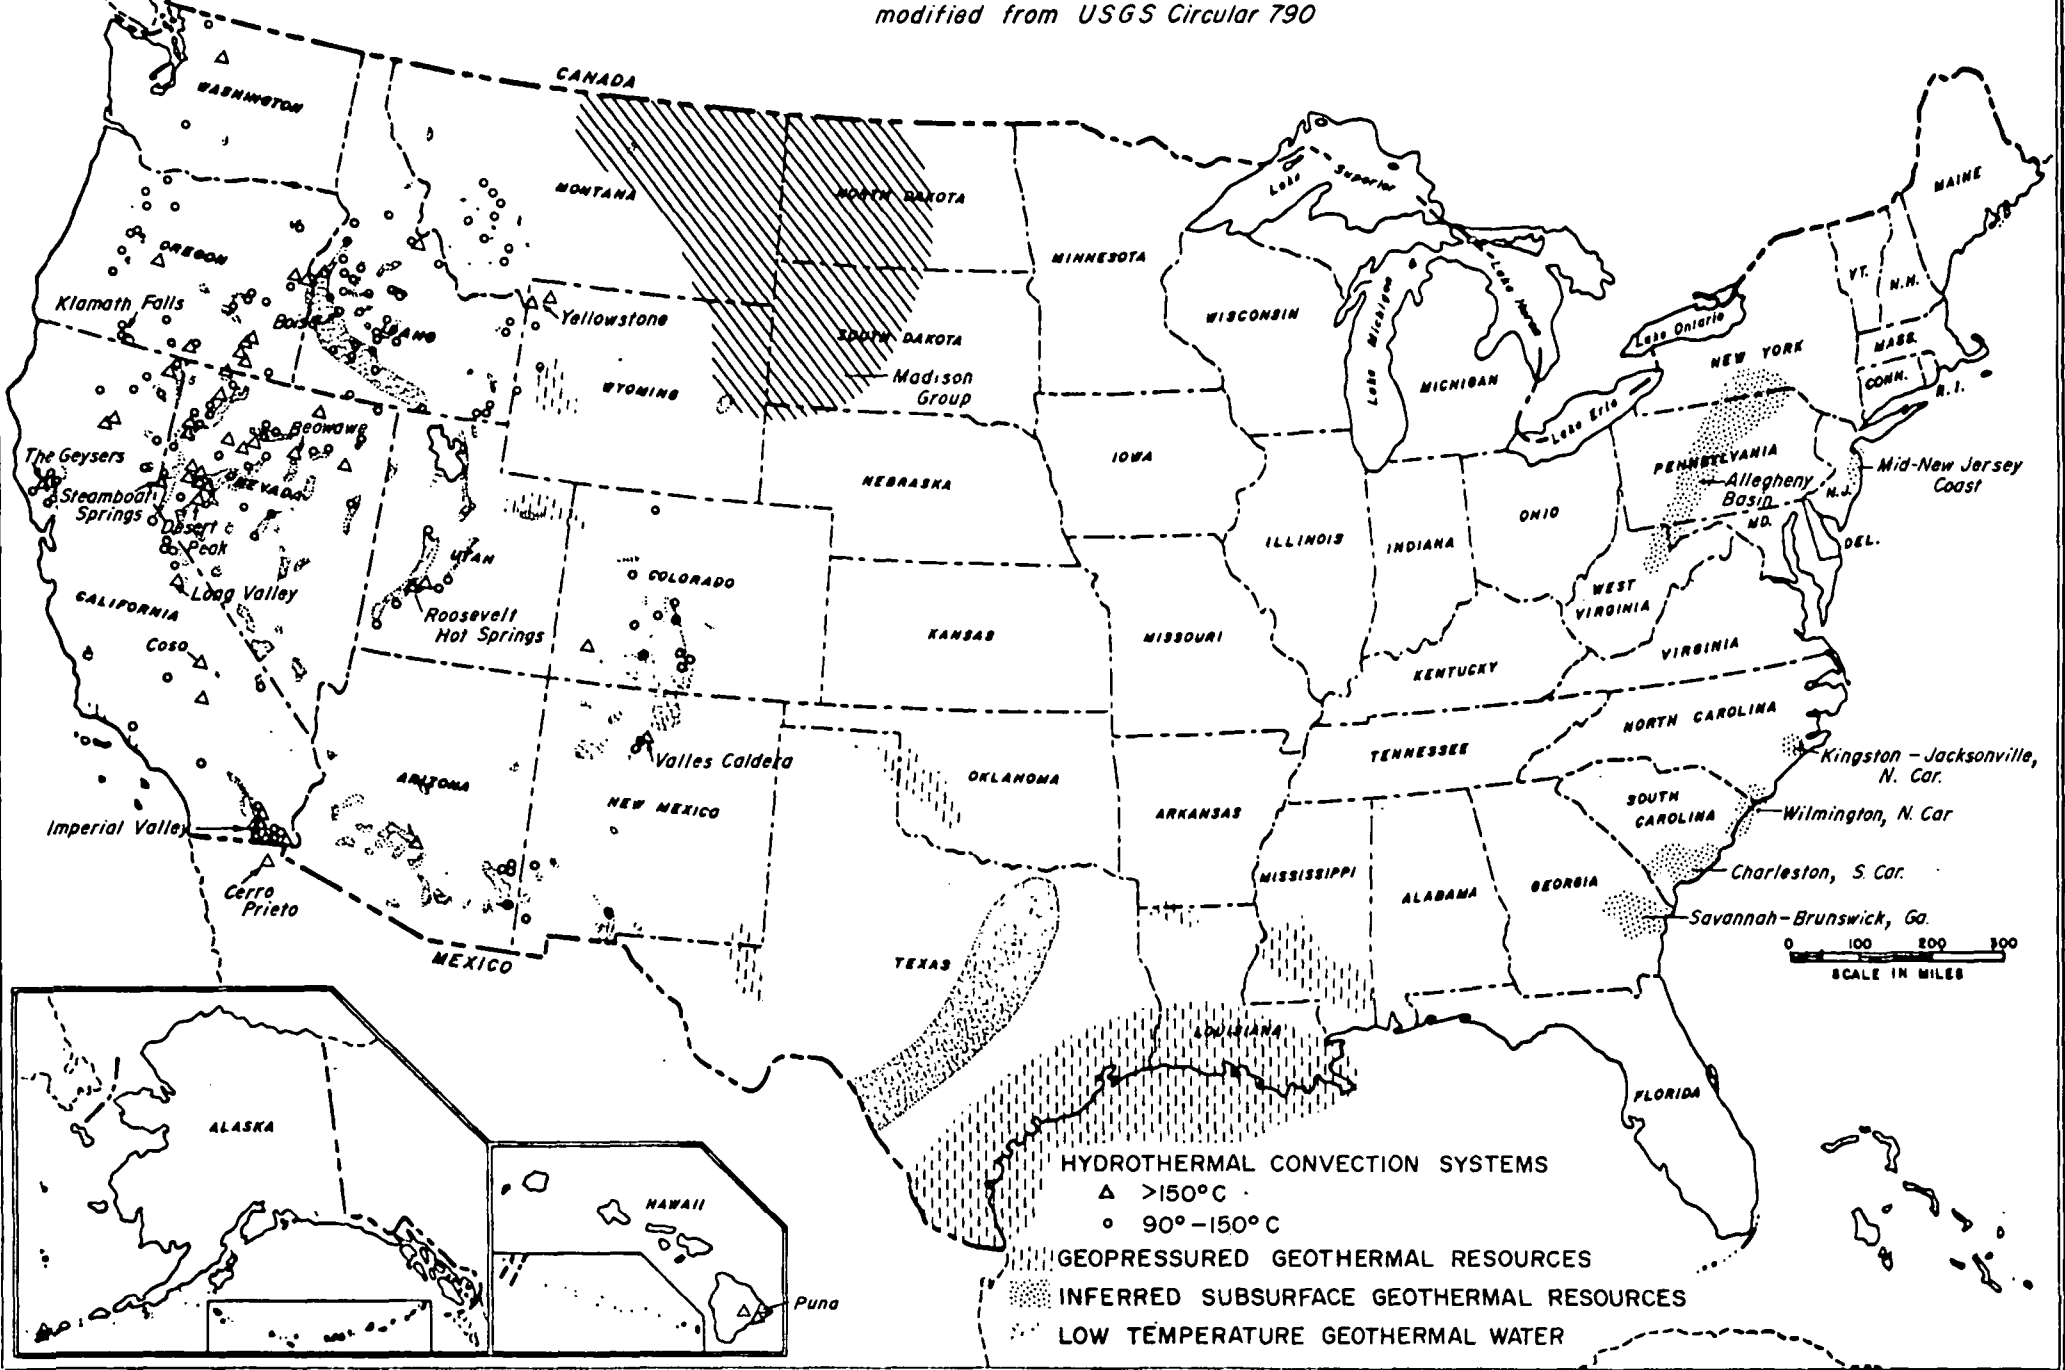 modified from USGS Circular 790
CANADA
WASHINGTON
MONTANA
NORTH DAKOTA
MINNESOTA
Lake Superior
MAINE
OREGON
VT.
N.H.
Klamath Falls
Boise
IDAHO
Yellowstone
SOUTH DAKOTA
WISCONSIN
Lake Michigan
Lake Huron
Lake Ontario
NEW YORK
MASS.
CONN.
R.I.
WYOMING
Madison
Group
MICHIGAN
Lake Erie
The Geysers
Beowawe
Steamboat
Springs
NEVADA
Desert
Peak
NEBRASKA
IOWA
PENNSYLVANIA
Allegheny
Basin
N.J.
Mid-New Jersey
Coast
MD.
DEL.
UTAH
COLORADO
ILLINOIS
INDIANA
OHIO
WEST
VIRGINIA
CALIFORNIA
Long Valley
Roosevelt
Hot Springs
Coso
KANSAS
MISSOURI
KENTUCKY
VIRGINIA
Valles Caldera
ARIZONA
NEW MEXICO
OKLAHOMA
ARKANSAS
TENNESSEE
NORTH CAROLINA
Kingston - Jacksonville,
N. Car.
SOUTH
CAROLINA
Wilmington, N. Car
Imperial Valley
Cerro
Prieto
MISSISSIPPI
ALABAMA
GEORGIA
Charleston, S. Car.
Savannah-Brunswick, Ga.
0 100 200 300
SCALE IN MILES
MEXICO
TEXAS
LOUISIANA
FLORIDA
ALASKA
HAWAII
Puna
HYDROTHERMAL CONVECTION SYSTEMS
>150°C
90°-150°C
GEOPRESSURED GEOTHERMAL RESOURCES
INFERRED SUBSURFACE GEOTHERMAL RESOURCES
LOW TEMPERATURE GEOTHERMAL WATER